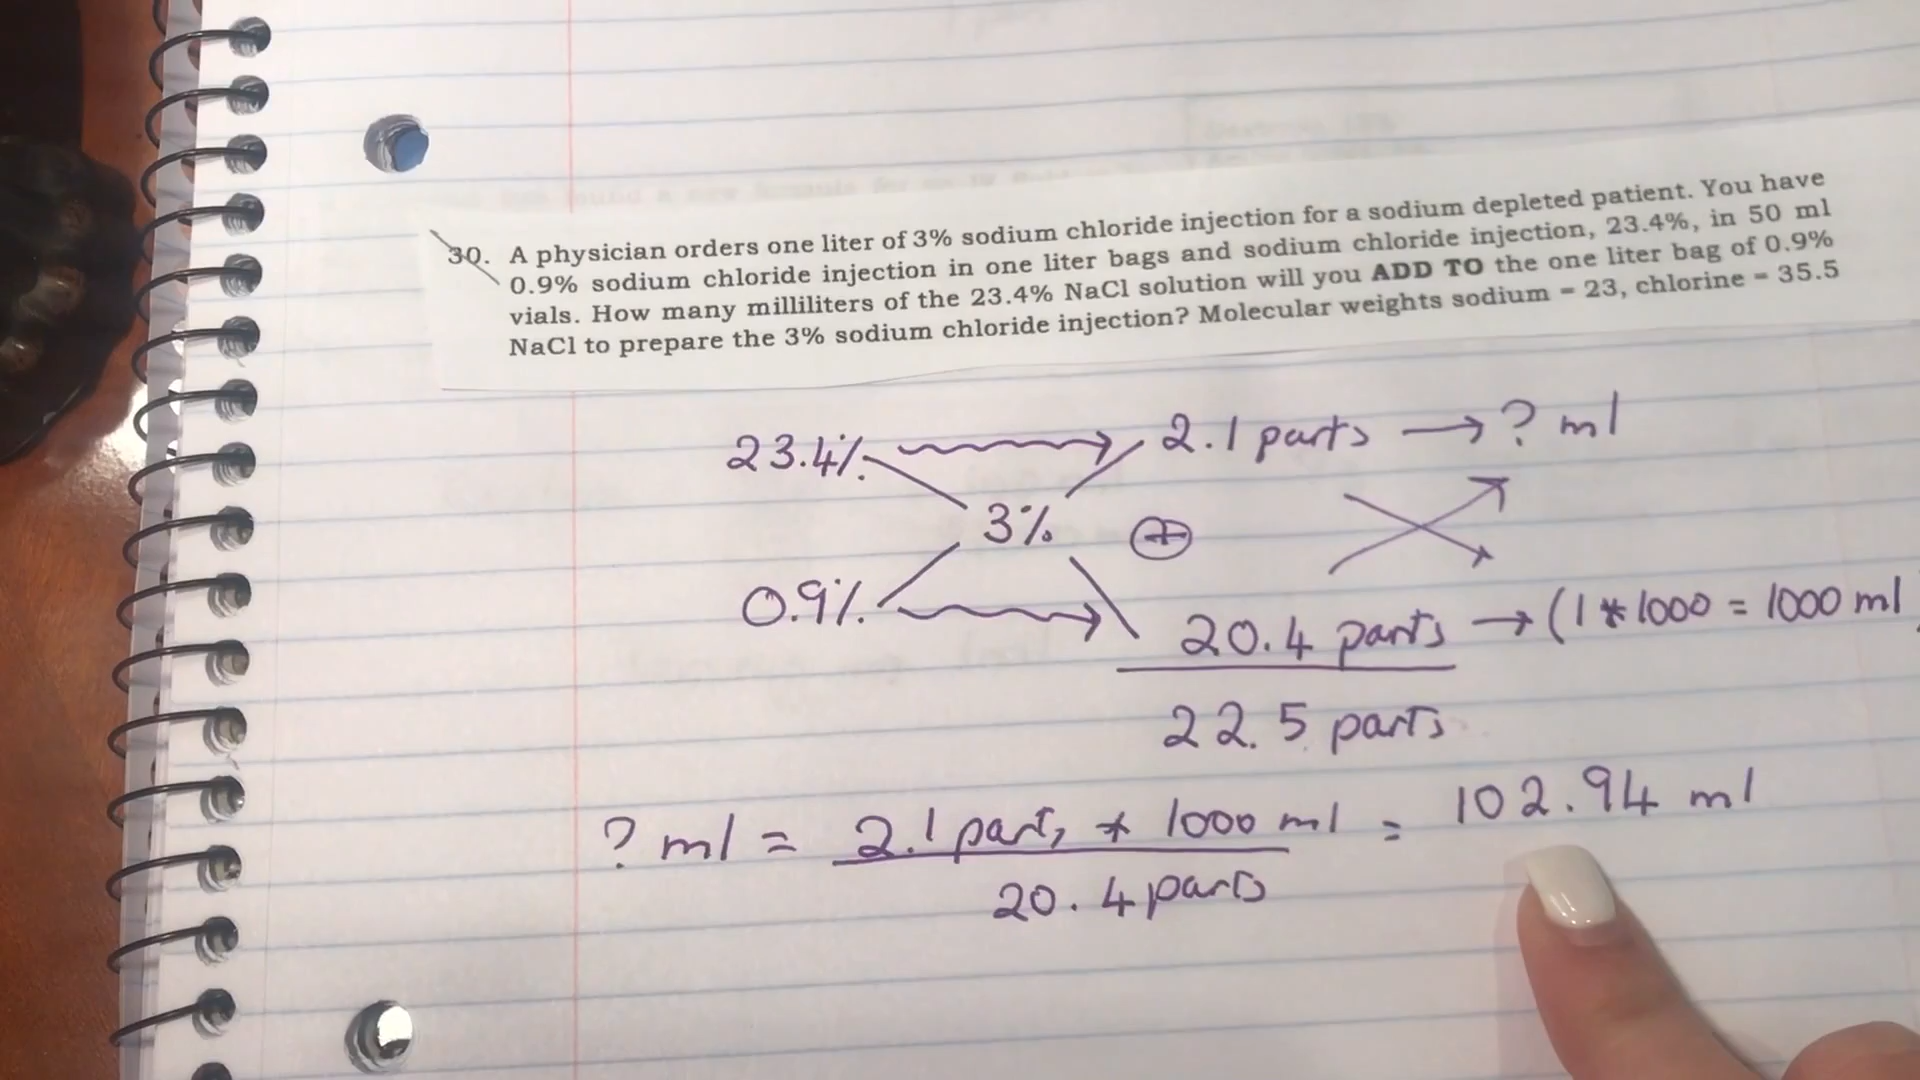 30. A physician orders one liter of 3% sodium chloride injection for a sodium depleted patient. You have
0.9% sodium chloride injection in one liter bags and sodium chloride injection, 23.4%, in 50 ml
vials. How many milliliters of the 23.4% NaCl solution will you ADD TO the one liter bag of 0.9%
NaCl to prepare the 3% sodium chloride injection? Molecular weights sodium = 23, chlorine = 35.5
23.4% → 2.1 parts → ? ml
3% +
0.9% → 20.4 parts → (1 * 1000 = 1000 ml
22.5 parts
? ml = 2.1 parts * 1000 ml = 102.94 ml
20.4 parts